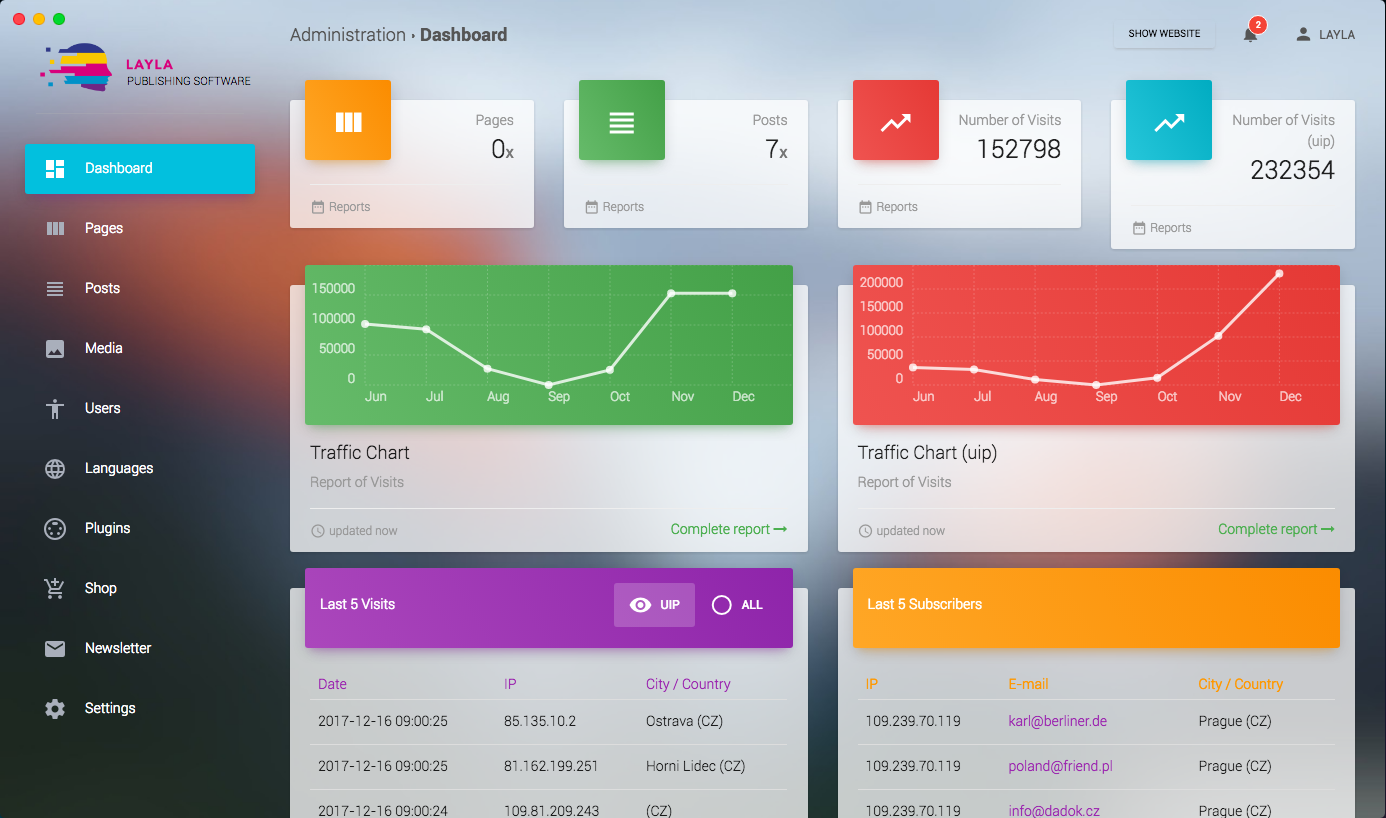 LAYLA
PUBLISHING SOFTWARE
Dashboard
Pages
Posts
Media
Users
Languages
Plugins
Shop
Newsletter
Settings
Administration • Dashboard
SHOW WEBSITE
2
LAYLA
Pages
0x
Reports
Posts
7x
Reports
Number of Visits
152798
Reports
Number of Visits
(uip)
232354
Reports
150000
100000
50000
0
Jun Jul Aug Sep Oct Nov Dec
Traffic Chart
Report of Visits
updated now
Complete report
200000
150000
100000
50000
0
Jun Jul Aug Sep Oct Nov Dec
Traffic Chart (uip)
Report of Visits
updated now
Complete report
Last 5 Visits UIP ALL
Date IP City / Country
2017-12-16 09:00:25 85.135.10.2 Ostrava (CZ)
2017-12-16 09:00:25 81.162.199.251 Horni Lidec (CZ)
2017-12-16 09:00:24 109.81.209.243 (CZ)
Last 5 Subscribers
IP E-mail City / Country
109.239.70.119 karl@berliner.de Prague (CZ)
109.239.70.119 poland@friend.pl Prague (CZ)
109.239.70.119 info@dadok.cz Prague (CZ)